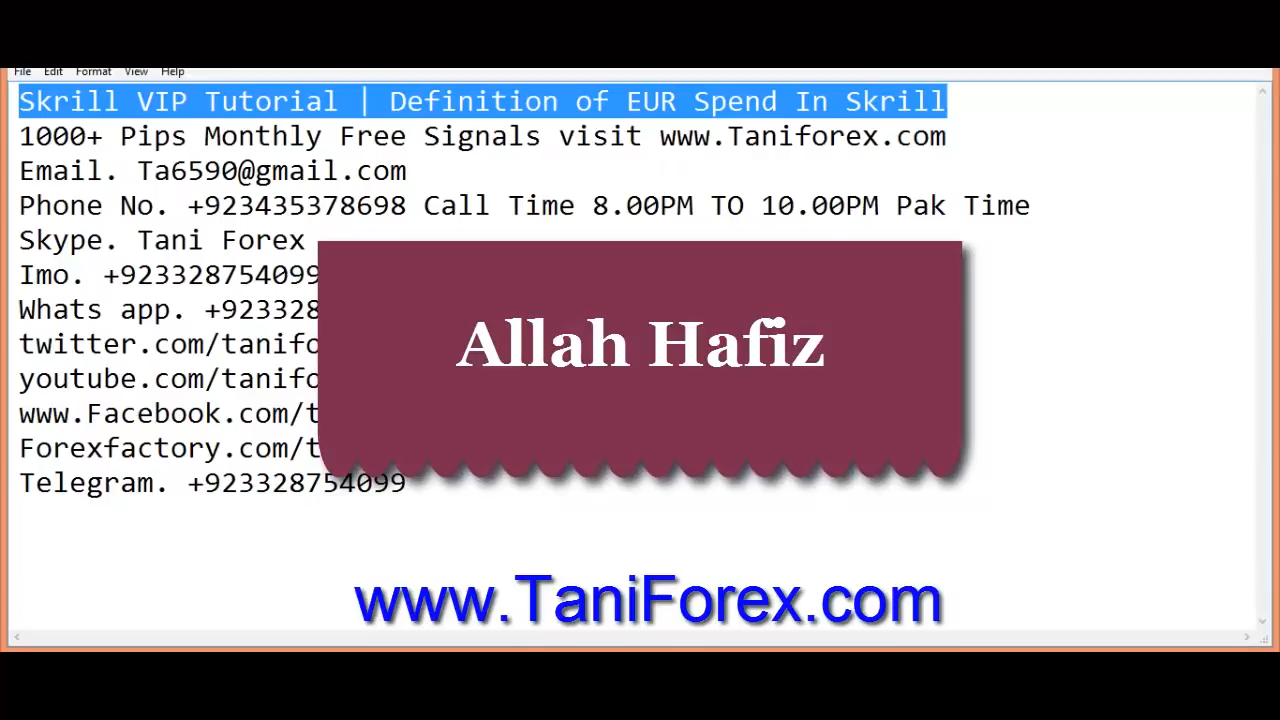 File Edit Format View Help
Skrill VIP Tutorial | Definition of EUR Spend In Skrill
1000+ Pips Monthly Free Signals visit www.Taniforex.com
Email. Ta6590@gmail.com
Phone No. +923435378698 Call Time 8.00PM TO 10.00PM Pak Time
Skype. Tani Forex
Imo. +923328754099
Whats app. +923328
twitter.com/tanifo
youtube.com/tanifo
www.Facebook.com/t
Forexfactory.com/t
Telegram. +923328754099
Allah Hafiz
www.TaniForex.com